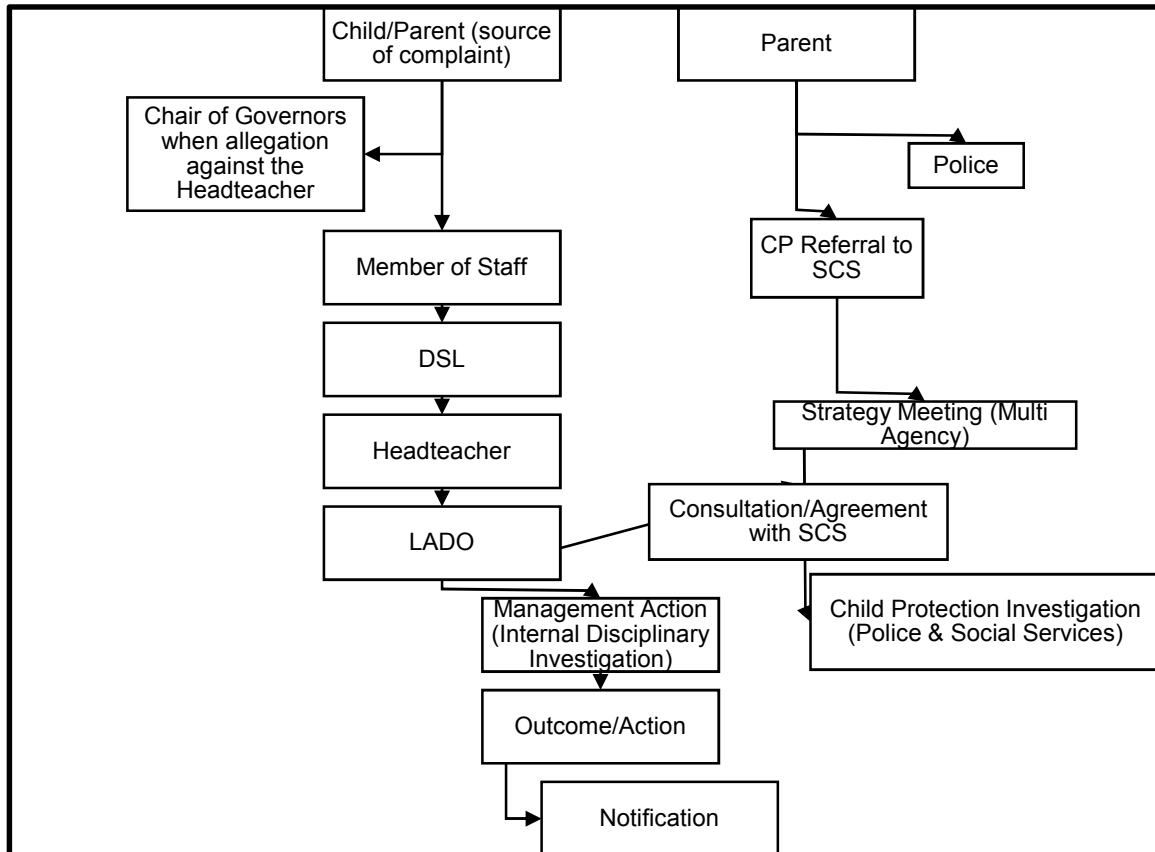 Child/Parent (source
of complaint)
Parent
Chair of Governors
when allegation
against the
Headteacher
Police
Member of Staff
CP Referral to
SCS
DSL
Strategy Meeting (Multi
Agency)
Headteacher
Consultation/Agreement
with SCS
LADO
Management Action
(Internal Disciplinary
Investigation)
Child Protection Investigation
(Police & Social Services)
Outcome/Action
Notification